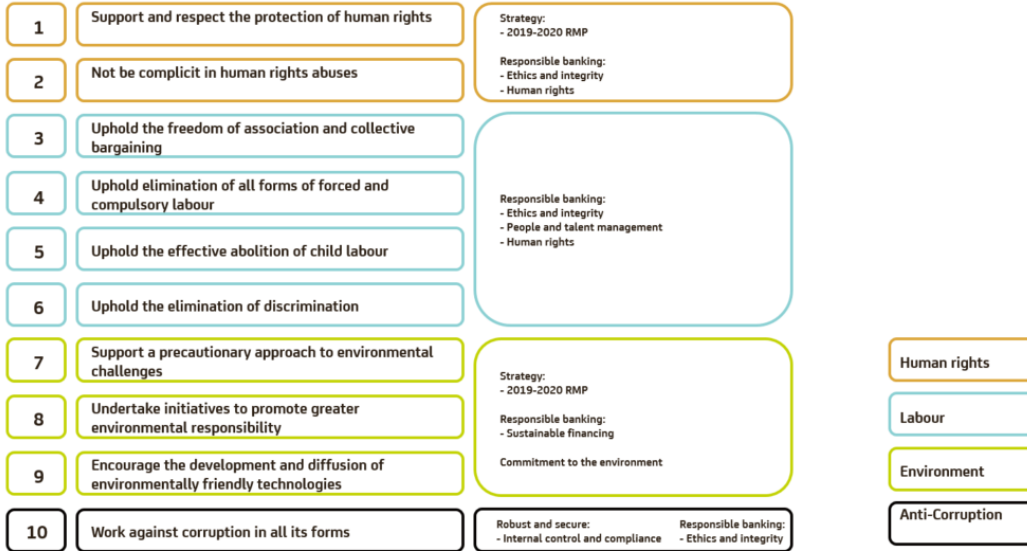 1
Support and respect the protection of human rights
2
Not be complicit in human rights abuses
Strategy:
- 2019-2020 RMP
Responsible banking:
- Ethics and integrity
- Human rights
3
Uphold the freedom of association and collective
bargaining
4
Uphold elimination of all forms of forced and
compulsory labour
5
Uphold the effective abolition of child labour
6
Uphold the elimination of discrimination
Responsible banking:
- Ethics and integrity
- People and talent management
- Human rights
7
Support a precautionary approach to environmental
challenges
8
Undertake initiatives to promote greater
environmental responsibility
9
Encourage the development and diffusion of
environmentally friendly technologies
Strategy:
- 2019-2020 RMP
Responsible banking:
- Sustainable financing
Commitment to the environment
10
Work against corruption in all its forms
Robust and secure:
- Internal control and compliance
Responsible banking:
- Ethics and integrity
Human rights
Labour
Environment
Anti-Corruption